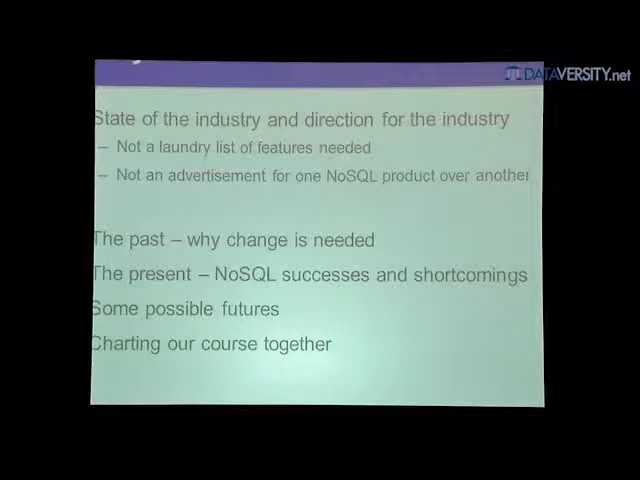 DATAVERSITY.net
State of the industry and direction for the industry
– Not a laundry list of features needed
– Not an advertisement for one NoSQL product over another
The past – why change is needed
The present – NoSQL successes and shortcomings
Some possible futures
Charting our course together